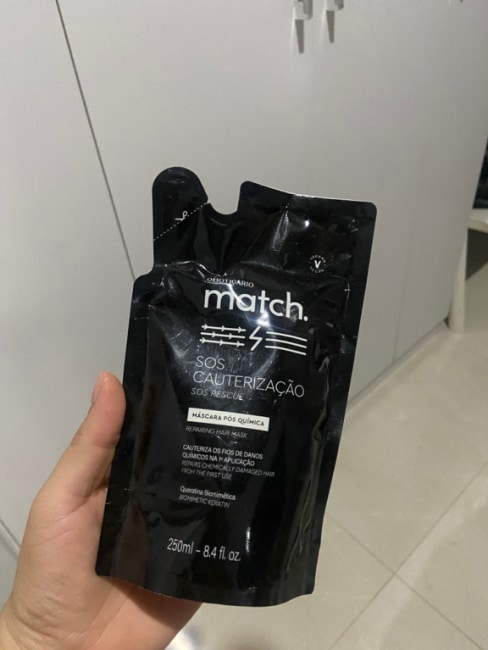 OBOTICÁRIO
match.
SOS
CAUTERIZAÇÃO
SOS RESCUE
MÁSCARA PÓS QUÍMICA
REPAIRING HAIR MASK
CAUTERIZA OS FIOS DE DANOS
QUÍMICOS NA 1ª APLICAÇÃO
REPAIRS CHEMICALLY DAMAGED HAIR
FROM THE FIRST USE
Queratina Biomimética
BIOMIMETIC KERATIN
250ml - 8.4 fl. oz.
V